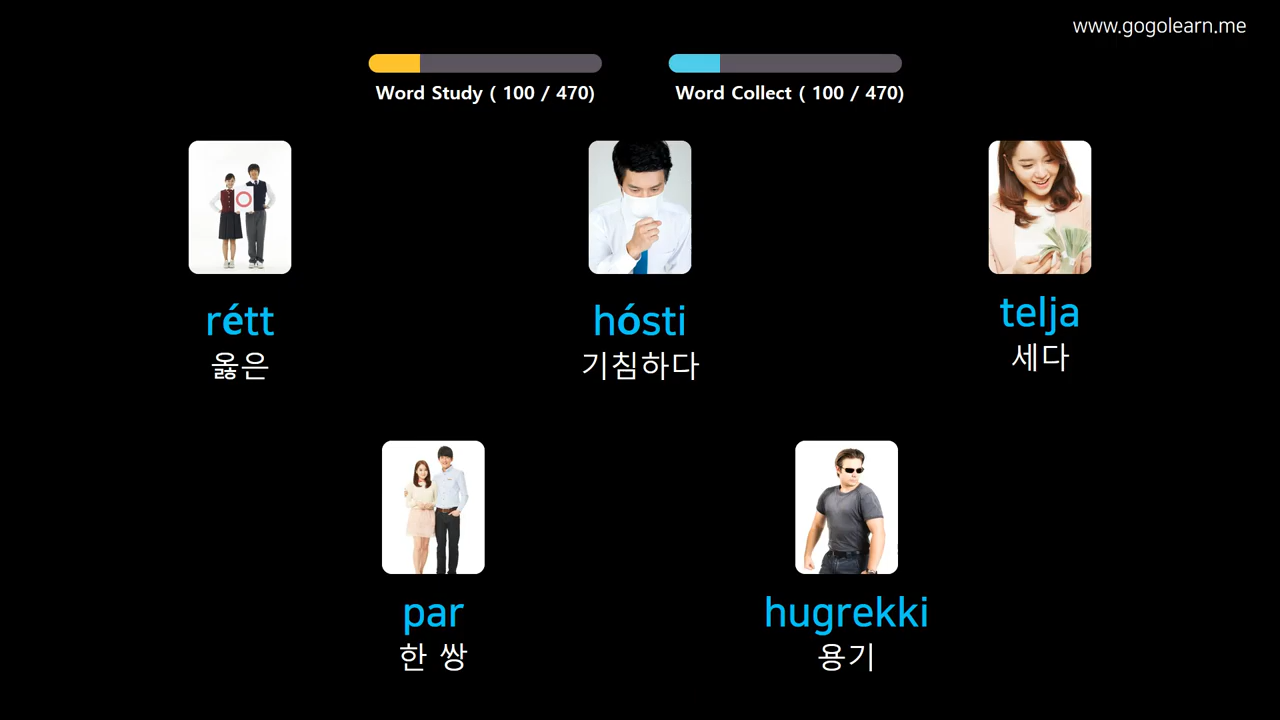 www.gogolearn.me
Word Study ( 100 / 470)
Word Collect ( 100 / 470)
rétt
옳은
hósti
기침하다
telja
세다
par
한 쌍
hugrekki
용기